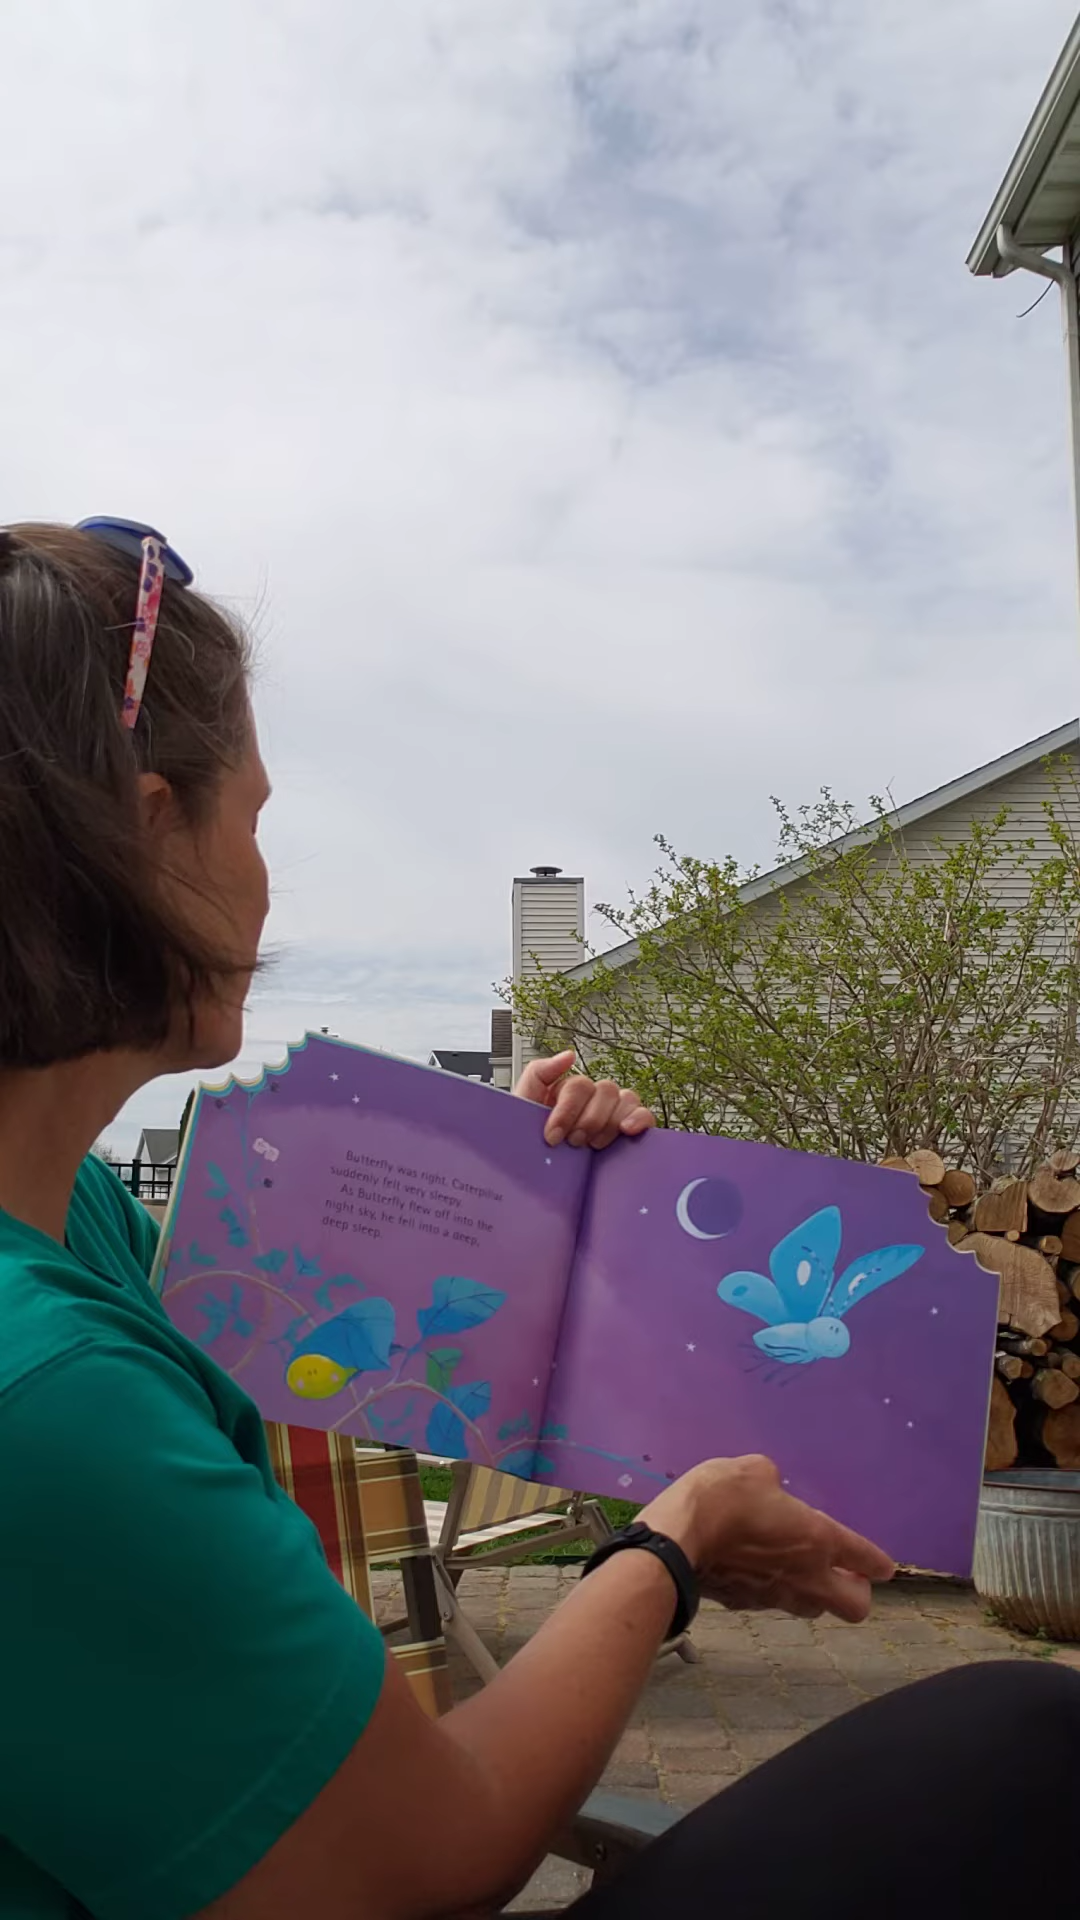 Butterfly was right. Caterpillar
suddenly felt very sleepy.
As Butterfly flew off into the
night sky, he fell into a deep,
deep sleep.